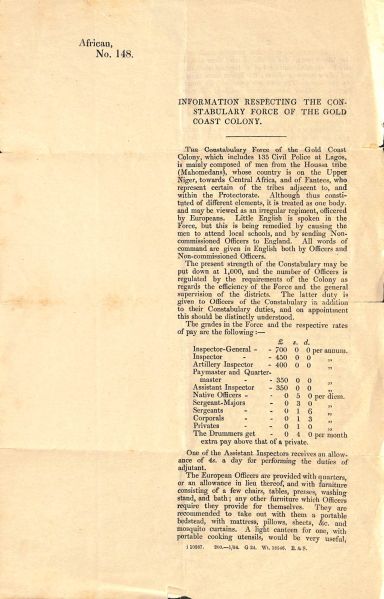 African,
No. 148.
INFORMATION RESPECTING THE CON-
STABULARY FORCE OF THE GOLD
COAST COLONY.
THE Constabulary Force of the Gold Coast
Colony, which includes 135 Civil Police at Lagos,
is mainly composed of men from the Houssa tribe
(Mahomedans), whose country is on the Upper
Niger, towards Central Africa, and of Fantees, who
represent certain of the tribes adjacent to, and
within the Protectorate. Although thus consti-
tuted of different elements, it is treated as one body,
and may be viewed as an irregular regiment, officered
by Europeans. Little English is spoken in the
Force, but this is being remedied by causing the
men to attend local schools, and by sending Non-
commissioned Officers to England. All words of
command are given in English both by Officers and
Non-commissioned Officers.
The present strength of the Constabulary may be
put down at 1,000, and the number of Officers is
regulated by the requirements of the Colony as
regards the efficiency of the Force and the general
supervision of the districts. The latter duty is
given to Officers of the Constabulary in addition
to their Constabulary duties, and on appointment
this should be distinctly understood.
The grades in the Force and the respective rates
of pay are the following :—
£ s. d.
Inspector-General - - 700 0 0 per annum.
Inspector - - 450 0 0 „
Artillery Inspector - - 400 0 0 „
Paymaster and Quarter-
master - - 350 0 0 „
Assistant Inspector - - 350 0 0 „
Native Officers - - 0 5 0 per diem.
Sergeant-Majors - 0 3 0 „
Sergeants - - 0 1 6 „
Corporals - - 0 1 3 „
Privates - - 0 1 0 „
The Drummers get - 0 4 0 per month
extra pay above that of a private.
One of the Assistant Inspectors receives an allow-
ance of 4s. a day for performing the duties of
adjutant.
The European Officers are provided with quarters,
or an allowance in lieu thereof, and with furniture
consisting of a few chairs, tables, presses, washing
stand, and bath; any other furniture which Officers
require they provide for themselves. They are
recommended to take out with them a portable
bedstead, with mattress, pillows, sheets, &c. and
mosquito curtains. A light canteen for one, with
portable cooking utensils, would be very useful,
200.—1/84. G 24. Wt. E. & S.